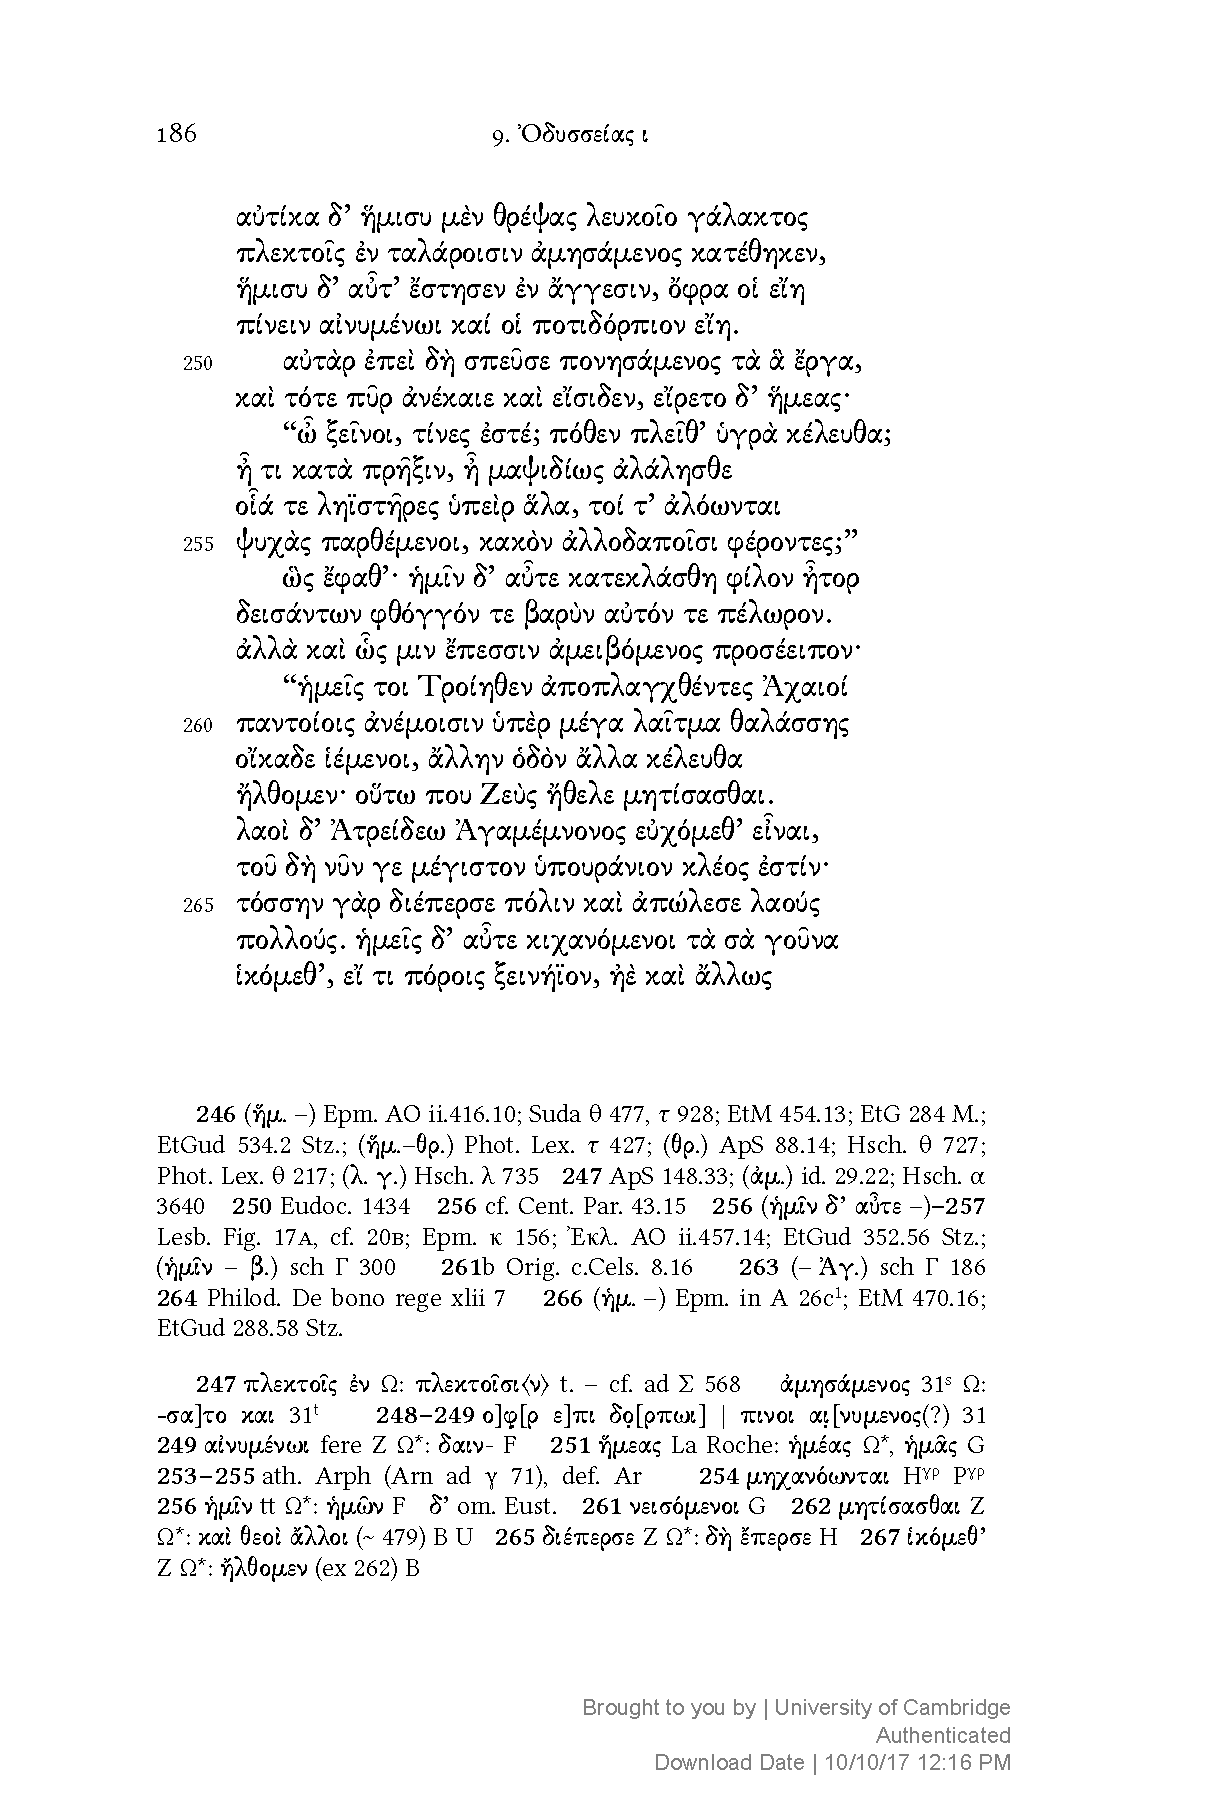 186 9. Ὀδυσσείας ι
αὐτίκα δ’ ἥμισυ μὲν θρέψας λευκοῖο γάλακτος
πλεκτοῖς ἐν ταλάροισιν ἀμησάμενος κατέθηκεν,
ἥμισυ δ’ αὖτ’ ἔστησεν ἐν ἄγγεσιν, ὄφρα οἱ εἴη
πίνειν αἰνυμένωι καί οἱ ποτιδόρπιον εἴη.
250 αὐτὰρ ἐπεὶ δὴ σπεῦσε πονησάμενος τὰ ἃ ἔργα,
καὶ τότε πῦρ ἀνέκαιε καὶ εἴσιδεν, εἴρετο δ’ ἥμεας·
“ὦ ξεῖνοι, τίνες ἐστέ; πόθεν πλεῖθ’ ὑγρὰ κέλευθα;
ἦ τι κατὰ πρῆξιν, ἦ μαψιδίως ἀλάλησθε
οἷά τε ληϊστῆρες ὑπεὶρ ἅλα, τοί τ’ ἀλόωνται
255 ψυχὰς παρθέμενοι, κακὸν ἀλλοδαποῖσι φέροντες;”
ὣς ἔφαθ’· ἡμῖν δ’ αὖτε κατεκλάσθη φίλον ἦτορ
δεισάντων φθόγγόν τε βαρὺν αὐτόν τε πέλωρον.
ἀλλὰ καὶ ὧς μιν ἔπεσσιν ἀμειβόμενος προσέειπον·
“ἡμεῖς τοι Τροίηθεν ἀποπλαγχθέντες Ἀχαιοί
260 παντοίοις ἀνέμοισιν ὑπὲρ μέγα λαῖτμα θαλάσσης
οἴκαδε ἱέμενοι, ἄλλην ὁδὸν ἄλλα κέλευθα
ἤλθομεν· οὕτω που Ζεὺς ἤθελε μητίσασθαι.
λαοὶ δ’ Ἀτρείδεω Ἀγαμέμνονος εὐχόμεθ’ εἶναι,
τοῦ δὴ νῦν γε μέγιστον ὑπουράνιον κλέος ἐστίν·
265 τόσσην γὰρ διέπερσε πόλιν καὶ ἀπώλεσε λαούς
πολλούς. ἡμεῖς δ’ αὖτε κιχανόμενοι τὰ σὰ γοῦνα
ἱκόμεθ’, εἴ τι πόροις ξεινήϊον, ἠὲ καὶ ἄλλως
246 (ἥμ. –) Epm. AO ii.416.10; Suda θ 477, τ 928; EtM 454.13; EtG 284 M.;
EtGud 534.2 Stz.; (ἥμ.–θρ.) Phot. Lex. τ 427; (θρ.) ApS 88.14; Hsch. θ 727;
Phot. Lex. θ 217; (λ. γ.) Hsch. λ 735 247 ApS 148.33; (ἀμ.) id. 29.22; Hsch. α
3640 250 Eudoc. 1434 256 cf. Cent. Par. 43.15 256 (ἡμῖν δ’ αὖτε –)–257
Lesb. Fig. 17A, cf. 20B; Epm. κ 156; Ἐκλ. AO ii.457.14; EtGud 352.56 Stz.;
(ἡμῖν – β.) sch Γ 300 261b Orig. c.Cels. 8.16 263 (– Ἀγ.) sch Γ 186
264 Philod. De bono rege xlii 7 266 (ἡμ. –) Epm. in A 26c¹; EtM 470.16;
EtGud 288.58 Stz.
247 πλεκτοῖς ἐν Ω: πλεκτοῖσι⟨ν⟩ t. – cf. ad Σ 568 ἀμησάμενος 31ˢ Ω:
-σα]το και 31ᵗ 248–249 ο]φ̣[ρ ε]πι δο̣[ρπωι] | πινοι αι̣[νυμενος(?) 31
249 αἰνυμένωι fere Z Ω*: δαιν- F 251 ἥμεας La Roche: ἡμέας Ω*, ἡμᾶς G
253–255 ath. Arph (Arn ad γ 71), def. Ar 254 μηχανόωνται Hᵞᵖ Pᵞᵖ
256 ἡμῖν tt Ω*: ἡμῶν F δ’ om. Eust. 261 νεισόμενοι G 262 μητίσασθαι Z
Ω*: καὶ θεοὶ ἄλλοι (~ 479) B U 265 διέπερσε Z Ω*: δὴ ἔπερσε H 267 ἱκόμεθ’
Z Ω*: ἤλθομεν (ex 262) B
Brought to you by | University of Cambridge
Authenticated
Download Date | 10/10/17 12:16 PM